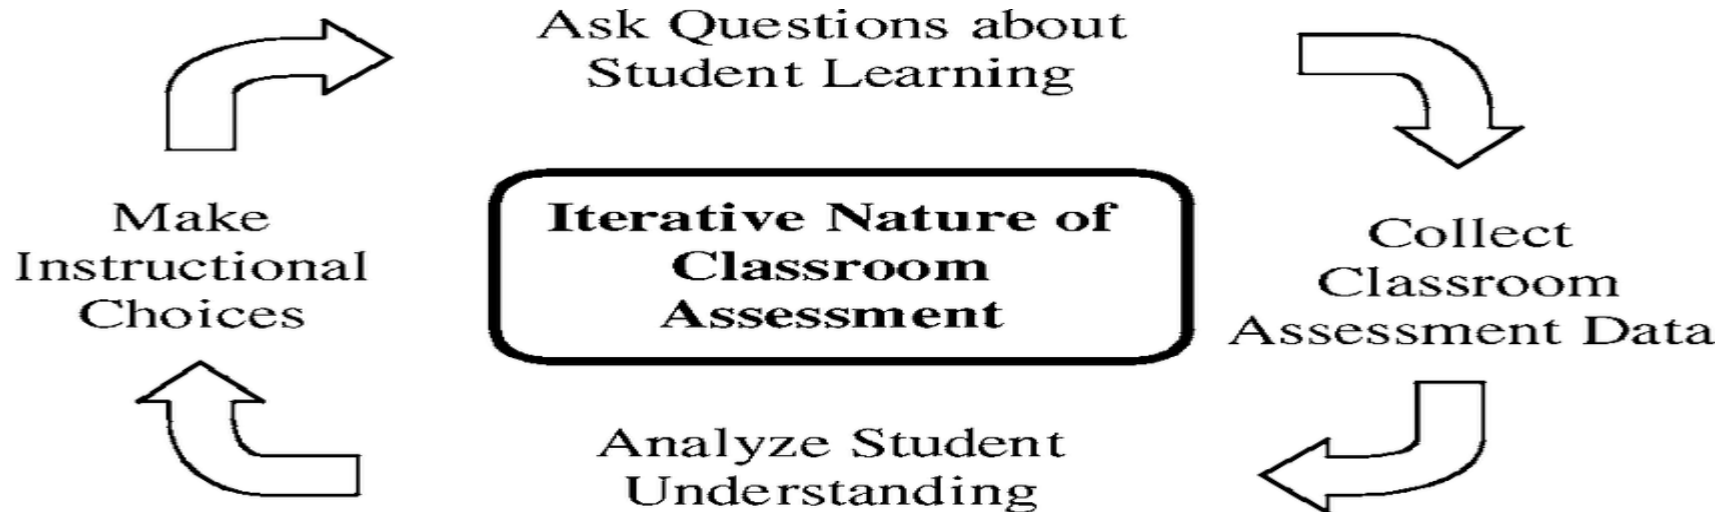 Ask Questions about
Student Learning
Make
Instructional
Choices
Iterative Nature of
Classroom
Assessment
Collect
Classroom
Assessment Data
Analyze Student
Understanding